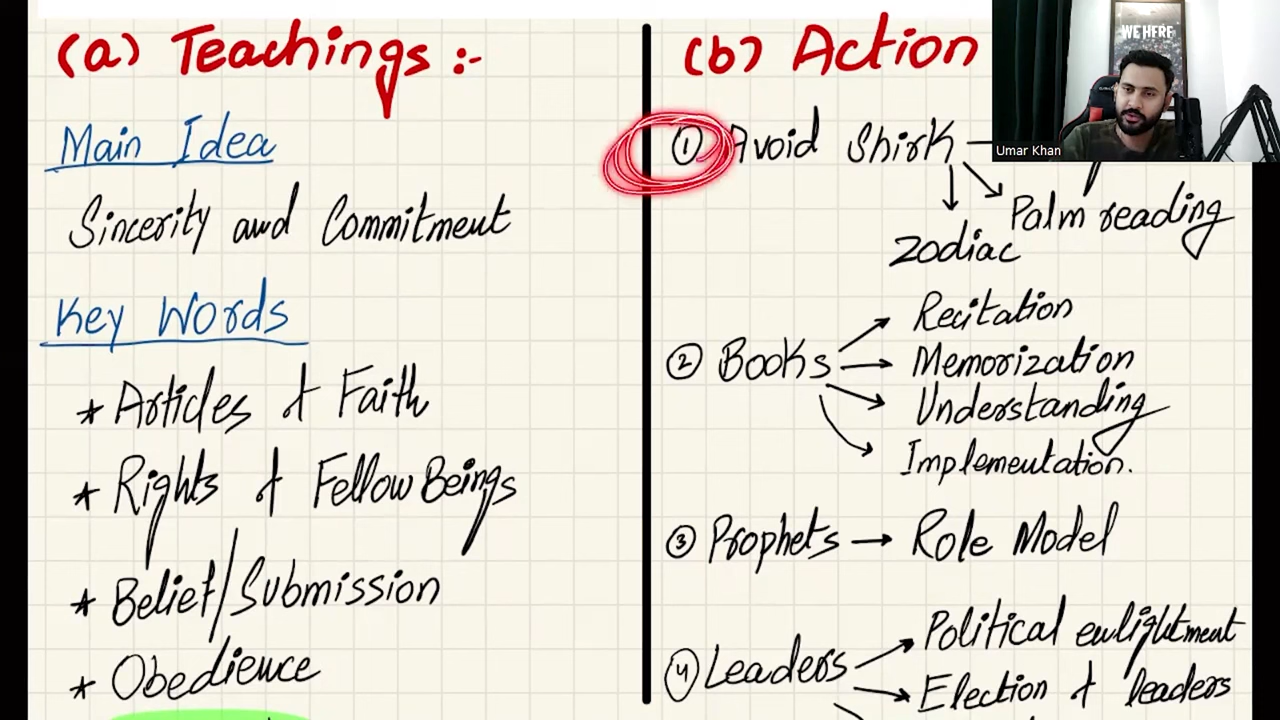 (a) Teachings :-
Main Idea
Sincerity and Commitment
Key Words
* Articles of Faith
* Rights of Fellow Beings
* Belief/Submission
* Obedience
(b) Action
① Avoid Shirk
Palm reading
Zodiac
② Books
Recitation
Memorization
Understanding
Implementation.
③ Prophets → Role Model
④ Leaders
Political enlightment
Election of leaders
WE HERE
Umar Khan